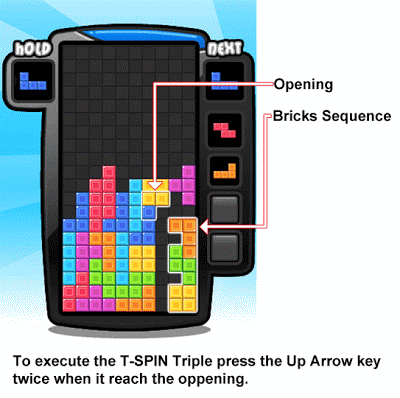 HOLD
NEXT
Opening
Bricks Sequence
To execute the T-SPIN Triple press the Up Arrow key
twice when it reach the oppening.